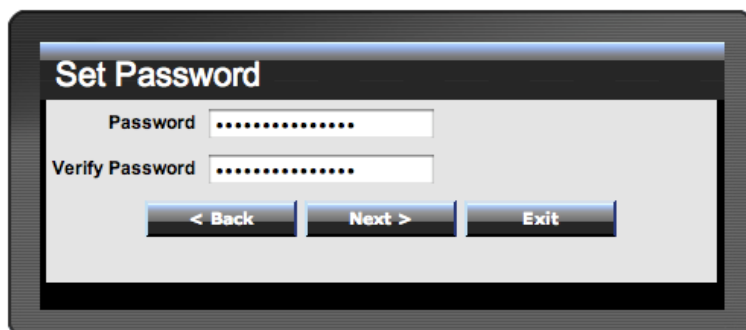 Set Password
Password •••••••••••••••
Verify Password •••••••••••••••
< Back Next > Exit